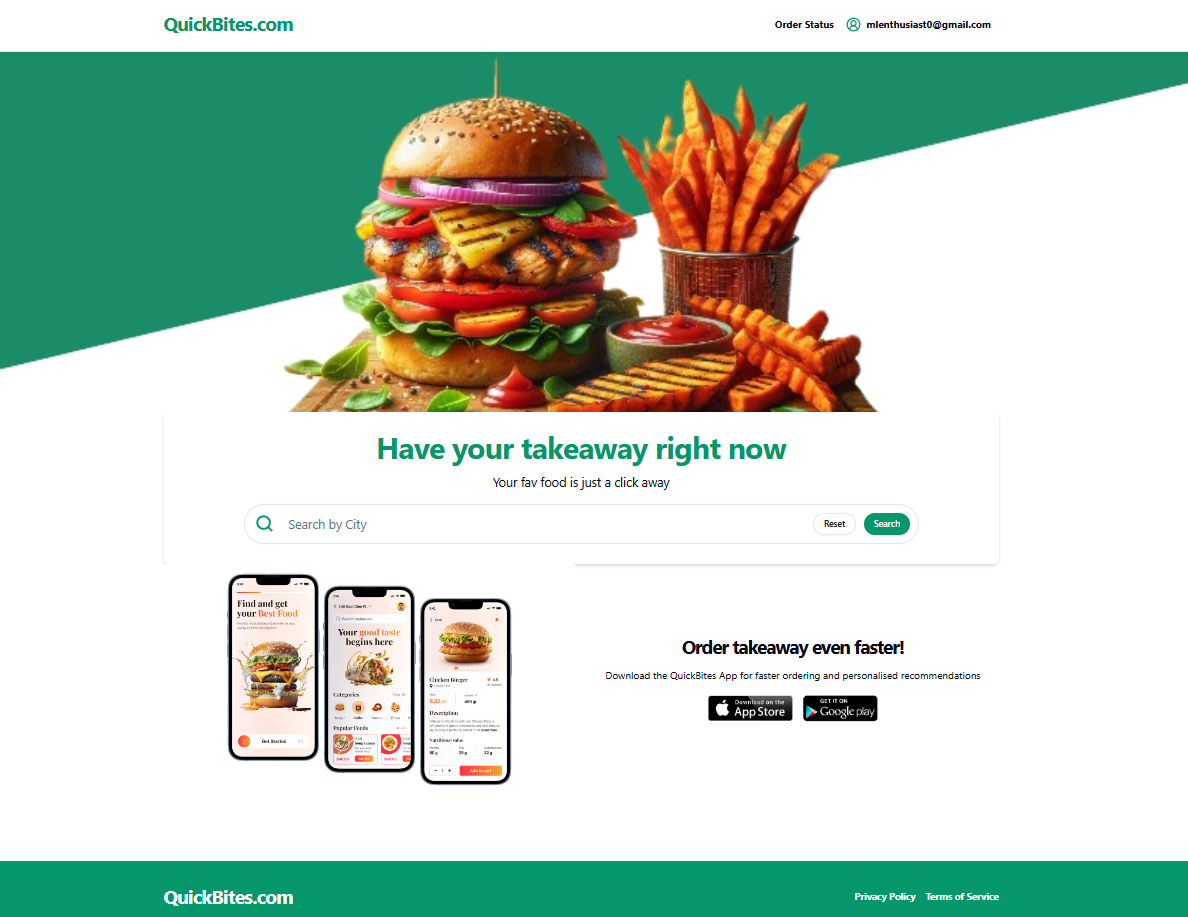 QuickBites.com
Order Status
mlenthusiast0@gmail.com
Have your takeaway right now
Your fav food is just a click away
Search by City
Reset
Search
Find and get
your Best Food
Get Started
Your good taste
begins here
Categories
Popular Foods
Chicken Burger
Description
Nutritional value
Add to cart
Order takeaway even faster!
Download the QuickBites App for faster ordering and personalised recommendations
Download on the
App Store
GET IT ON
Google play
QuickBites.com
Privacy Policy
Terms of Service